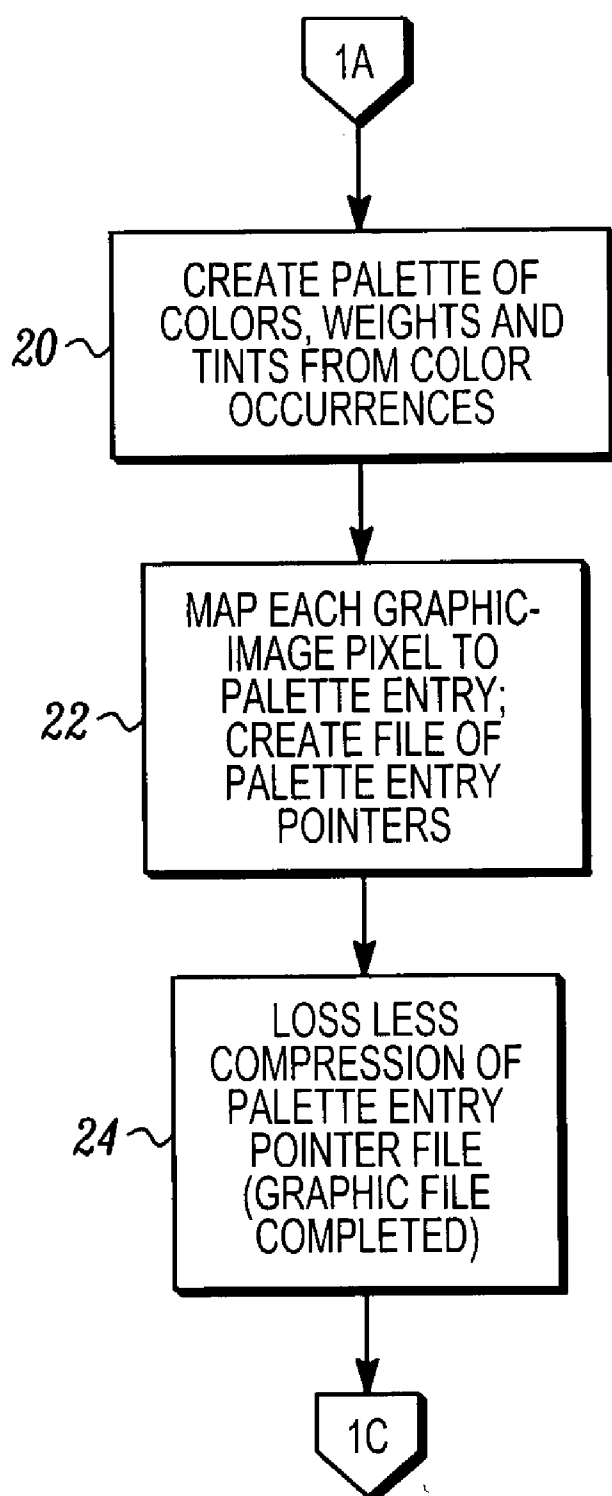 1A
20
CREATE PALETTE OF
COLORS, WEIGHTS AND
TINTS FROM COLOR
OCCURRENCES
22
MAP EACH GRAPHIC-
IMAGE PIXEL TO
PALETTE ENTRY;
CREATE FILE OF
PALETTE ENTRY
POINTERS
24
LOSS LESS
COMPRESSION OF
PALETTE ENTRY
POINTER FILE
(GRAPHIC FILE
COMPLETED)
1C